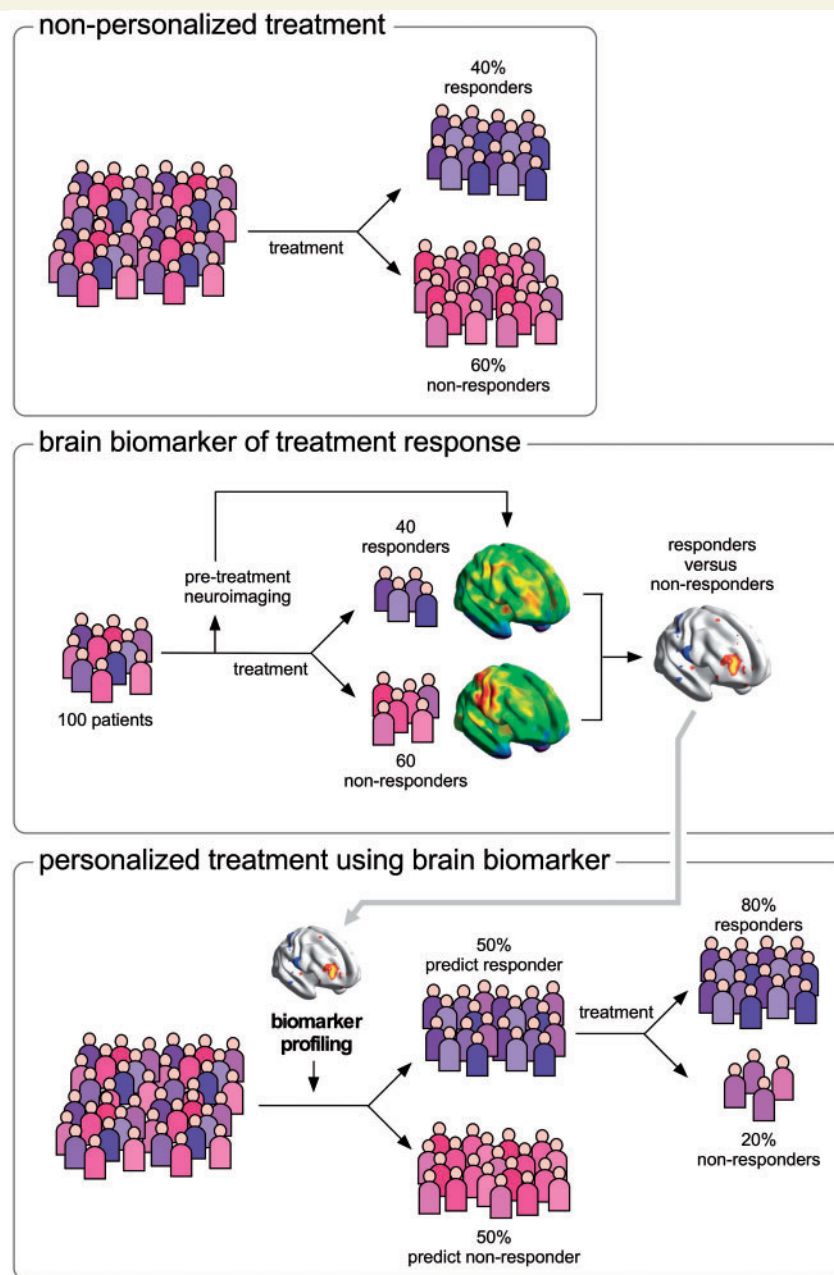 non-personalized treatment
40%
responders
treatment
60%
non-responders
brain biomarker of treatment response
40
responders
pre-treatment
neuroimaging
responders
versus
non-responders
treatment
100 patients
60
non-responders
personalized treatment using brain biomarker
80%
responders
50%
predict responder
treatment
biomarker
profiling
20%
non-responders
50%
predict non-responder